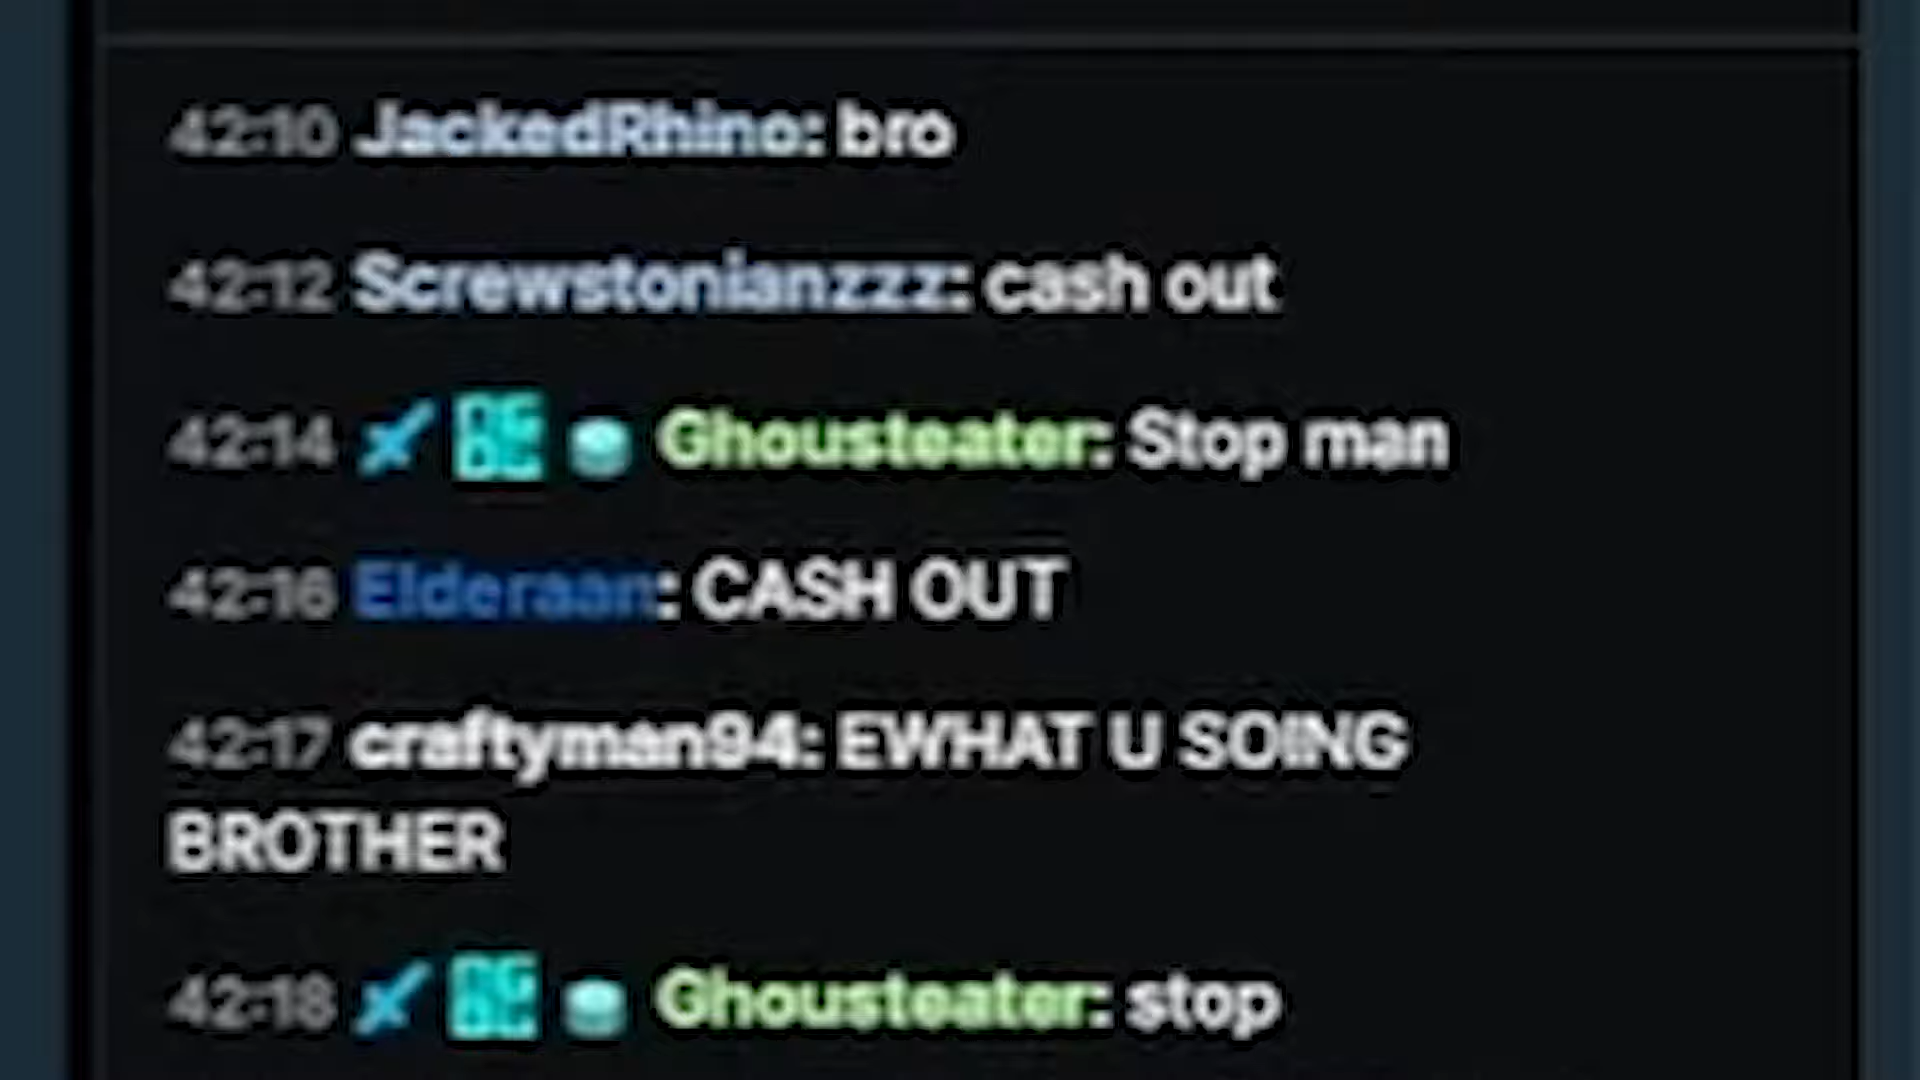 42:10 JackedRhino: bro
42:12 Screwstonianzzz: cash out
42:14 Ghousteater: Stop man
42:16 Elderaan: CASH OUT
42:17 craftyman94: EWHAT U SOING
BROTHER
42:18 Ghousteater: stop